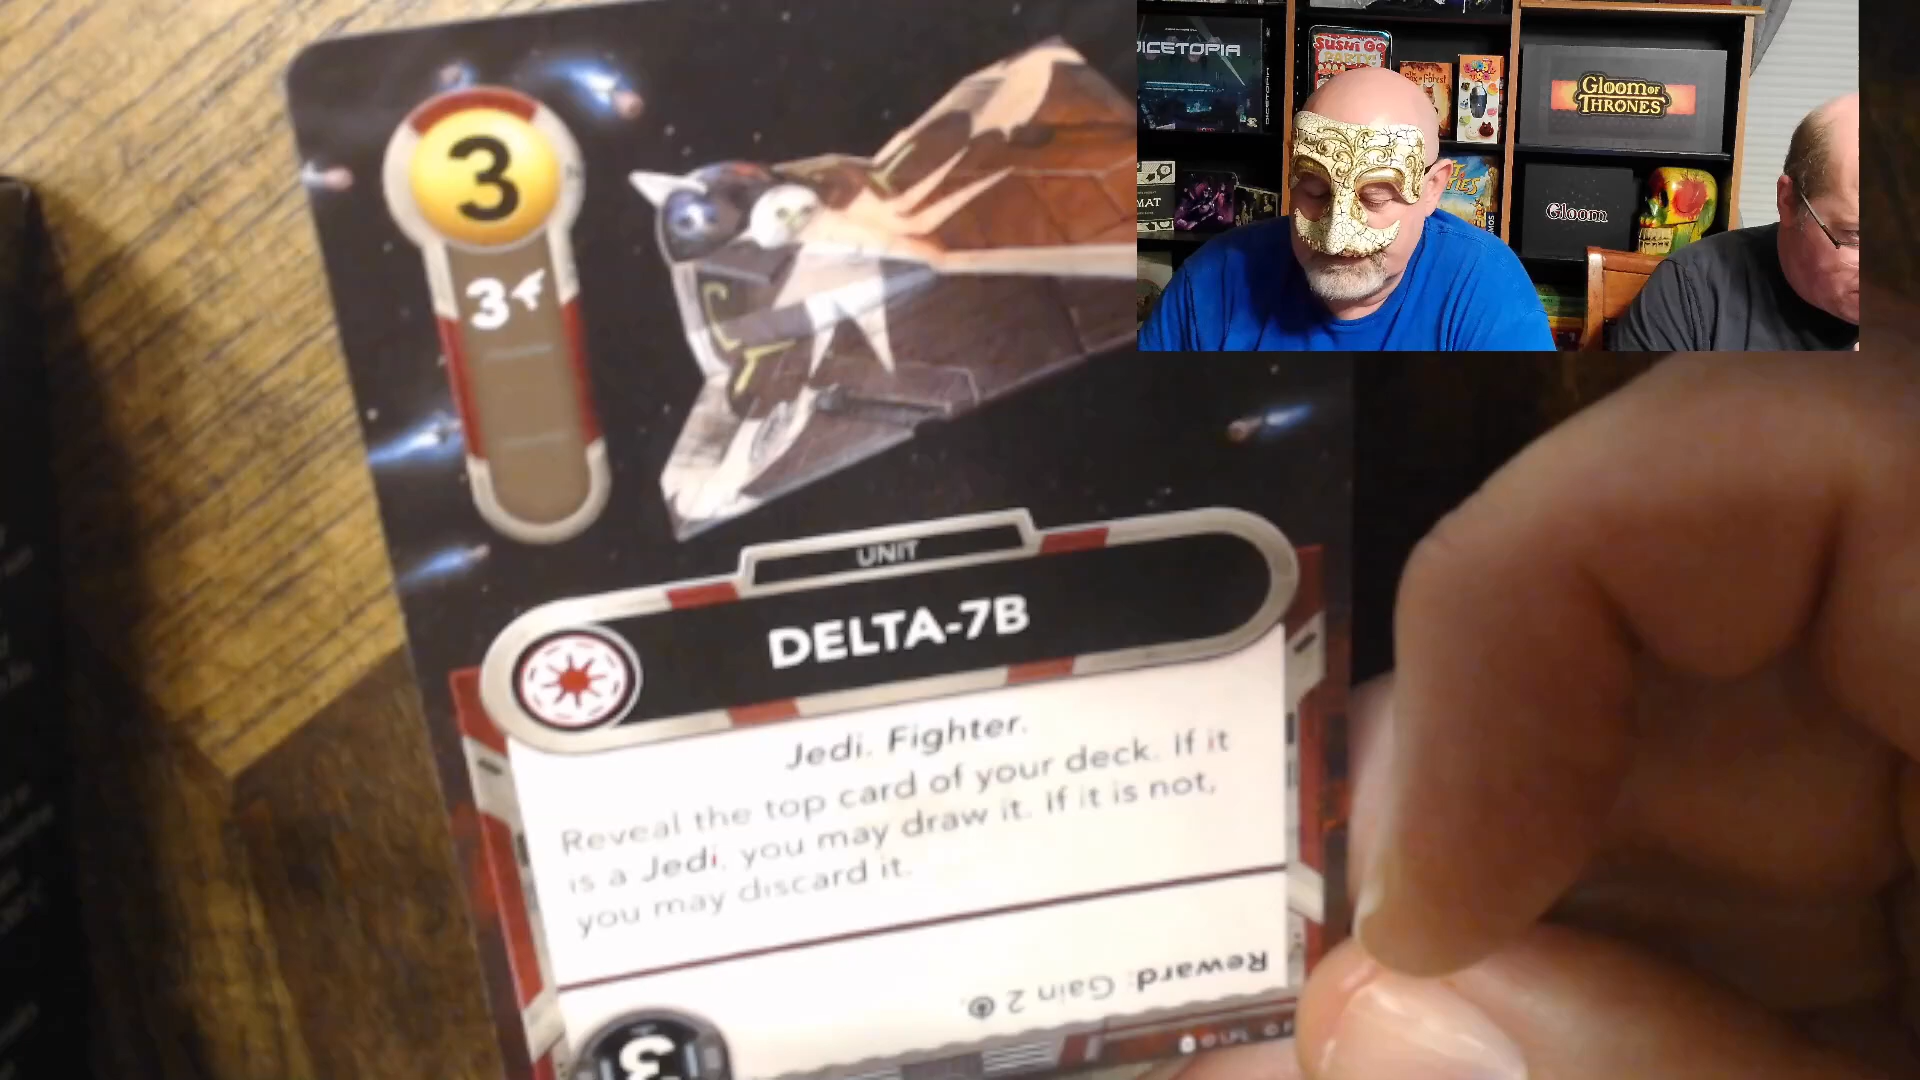 3
3
UNIT
DELTA-7B
Jedi. Fighter.
Reveal the top card of your deck. If it
is a Jedi, you may draw it. If it is not,
you may discard it.
Reward: Gain 2
3
DICETOPIA
SUSHI GO
PARTY!
GLOOM OF
THRONES
MAT
Gloom